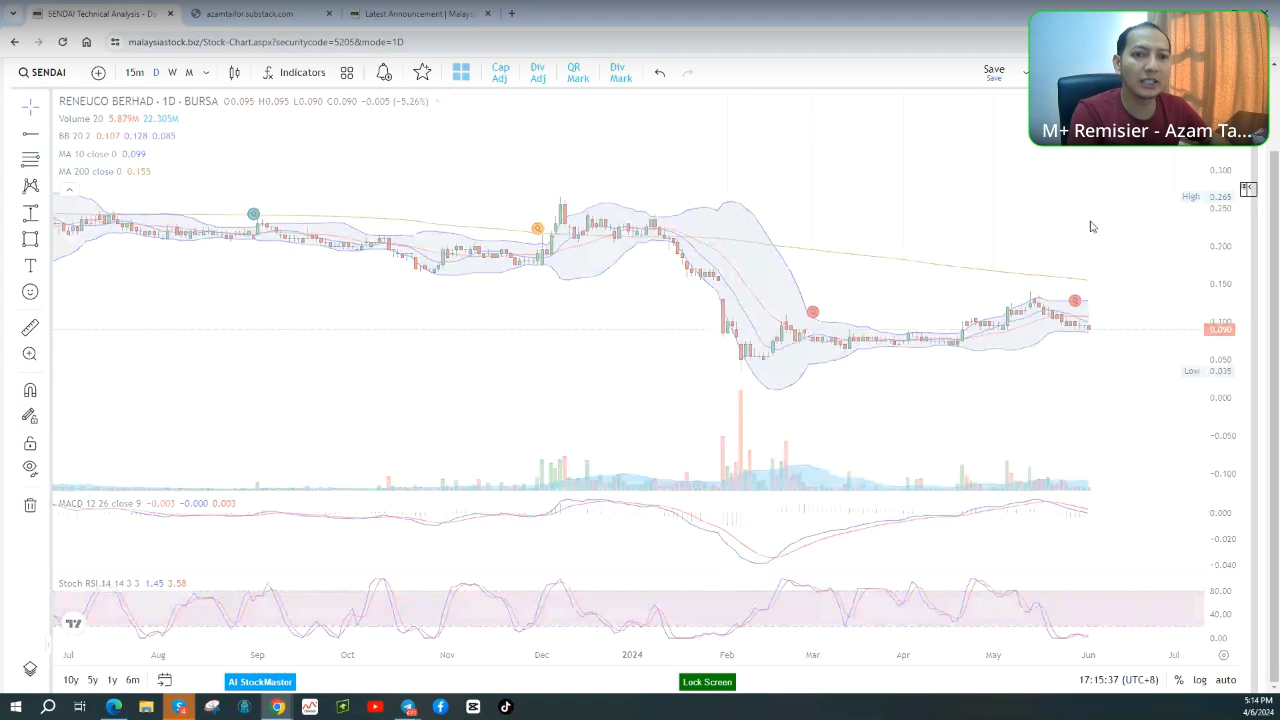 SENDAI Technical Analysis - D
azamtaifor.substack.com
Latest Announcement | Malays
malaysiastock.biz/Stock-Chart.aspx?securitycode=5205&mode=1D
SENDAI
15m D W M
Indicators
Cap Adj
Div Adj
QR Mark
Div Mark
Save
Save
M+ Remisier - Azam Ta...
RENEUCO BERHAD · 1D · BURSA O0.095 H0.095 L0.090 C0.090 -0.005 (-5.26%)
Volume 20 5.879M 22.305M
BB 20 2 0.107 0.128 0.085
MA 10 close 0 0.099
MA 200 close 0 0.155
0.300
High 0.265
0.250
0.200
0.150
0.100
0.090
0.050
Low 0.035
0.000
-0.050
-0.100
MACD 12 26 close 9 -0.003 -0.000 0.003
0.000
-0.020
-0.040
Stoch RSI 14 14 3 3 1.45 3.58
80.00
40.00
0.00
Jul Aug Sep Oct Nov Dec 2024 Feb Mar Apr May Jun Jul
10y 5y 1y 6m
AI StockMaster
Lock Screen
17:15:37 (UTC+8) % log auto
5:14 PM
4/6/2024